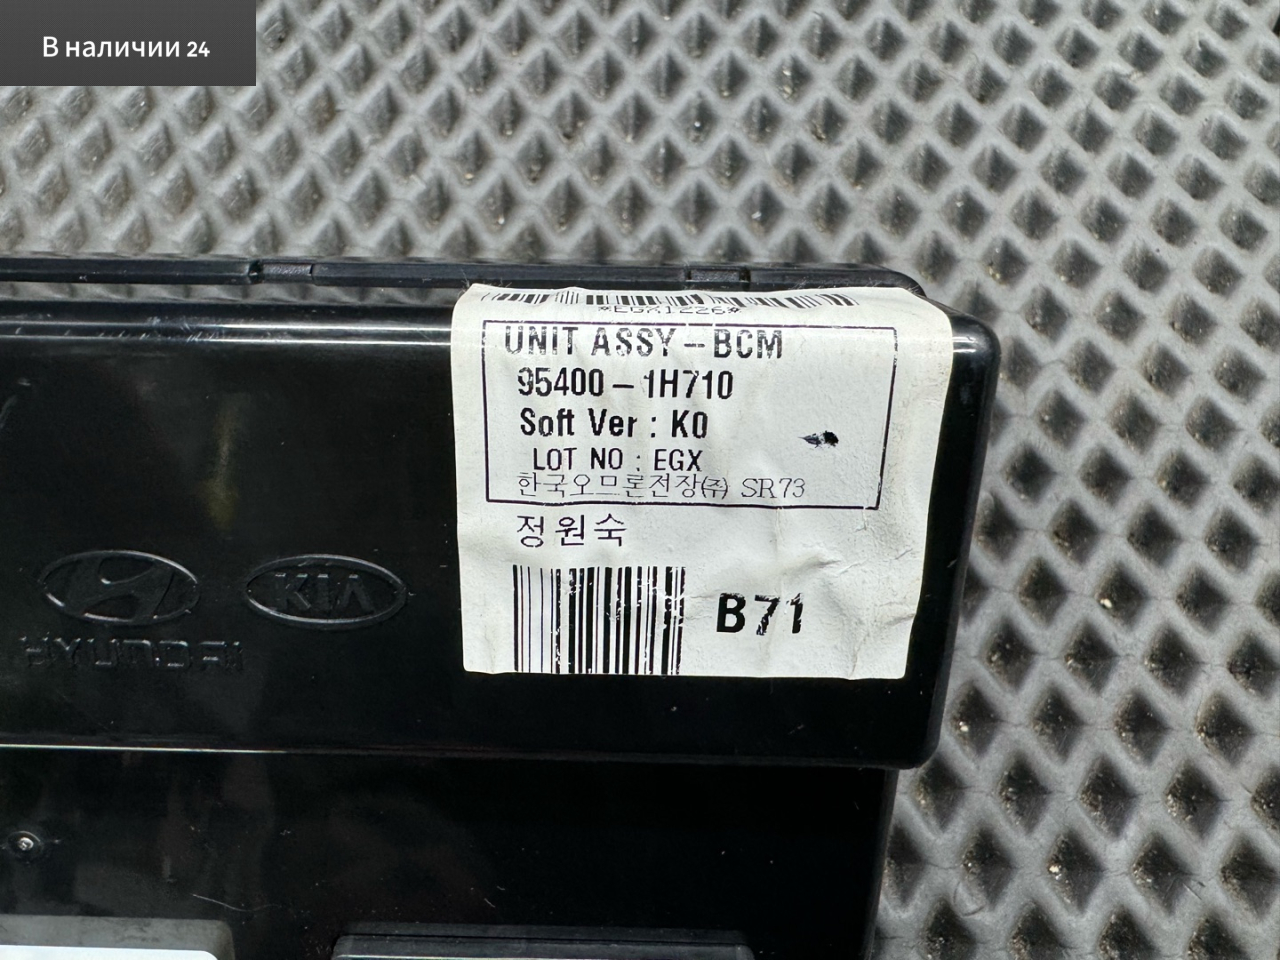 В наличии 24
*EGX1226*
UNIT ASSY-BCM
95400-1H710
Soft Ver : K0
LOT NO : EGX
한국오므론전장(주) SR73
정원숙
B71
HYUNDAI
KIA